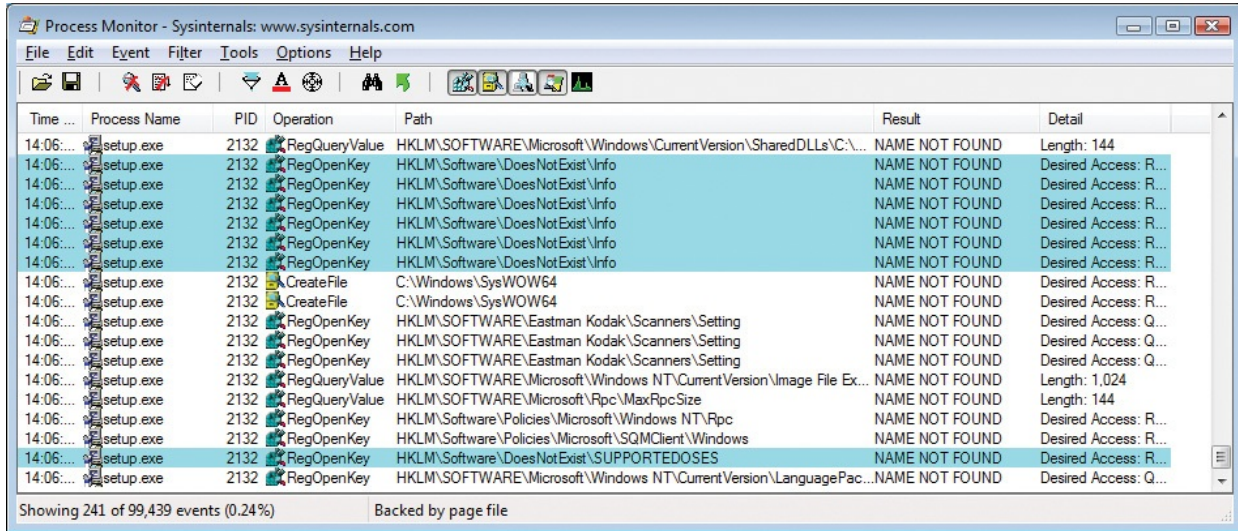 Process Monitor - Sysinternals: www.sysinternals.com
File Edit Event Filter Tools Options Help
Time ... Process Name PID Operation Path Result Detail
14:06:... setup.exe 2132 RegQueryValue HKLM\SOFTWARE\Microsoft\Windows\CurrentVersion\SharedDLLs\C:\... NAME NOT FOUND Length: 144
14:06:... setup.exe 2132 RegOpenKey HKLM\Software\DoesNotExist\Info NAME NOT FOUND Desired Access: R...
14:06:... setup.exe 2132 RegOpenKey HKLM\Software\DoesNotExist\Info NAME NOT FOUND Desired Access: R...
14:06:... setup.exe 2132 RegOpenKey HKLM\Software\DoesNotExist\Info NAME NOT FOUND Desired Access: R...
14:06:... setup.exe 2132 RegOpenKey HKLM\Software\DoesNotExist\Info NAME NOT FOUND Desired Access: R...
14:06:... setup.exe 2132 RegOpenKey HKLM\Software\DoesNotExist\Info NAME NOT FOUND Desired Access: R...
14:06:... setup.exe 2132 RegOpenKey HKLM\Software\DoesNotExist\Info NAME NOT FOUND Desired Access: R...
14:06:... setup.exe 2132 CreateFile C:\Windows\SysWOW64 NAME NOT FOUND Desired Access: R...
14:06:... setup.exe 2132 CreateFile C:\Windows\SysWOW64 NAME NOT FOUND Desired Access: R...
14:06:... setup.exe 2132 RegOpenKey HKLM\SOFTWARE\Eastman Kodak\Scanners\Setting NAME NOT FOUND Desired Access: Q...
14:06:... setup.exe 2132 RegOpenKey HKLM\SOFTWARE\Eastman Kodak\Scanners\Setting NAME NOT FOUND Desired Access: Q...
14:06:... setup.exe 2132 RegOpenKey HKLM\SOFTWARE\Eastman Kodak\Scanners\Setting NAME NOT FOUND Desired Access: Q...
14:06:... setup.exe 2132 RegQueryValue HKLM\SOFTWARE\Microsoft\Windows NT\CurrentVersion\Image File Ex... NAME NOT FOUND Length: 1,024
14:06:... setup.exe 2132 RegQueryValue HKLM\SOFTWARE\Microsoft\Rpc\MaxRpcSize NAME NOT FOUND Length: 144
14:06:... setup.exe 2132 RegOpenKey HKLM\Software\Policies\Microsoft\Windows NT\Rpc NAME NOT FOUND Desired Access: R...
14:06:... setup.exe 2132 RegOpenKey HKLM\Software\Policies\Microsoft\SQMClient\Windows NAME NOT FOUND Desired Access: R...
14:06:... setup.exe 2132 RegOpenKey HKLM\Software\DoesNotExist\SUPPORTEDOSES NAME NOT FOUND Desired Access: R...
14:06:... setup.exe 2132 RegOpenKey HKLM\SOFTWARE\Microsoft\Windows NT\CurrentVersion\LanguagePac... NAME NOT FOUND Desired Access: Q...
Showing 241 of 99,439 events (0.24%) Backed by page file